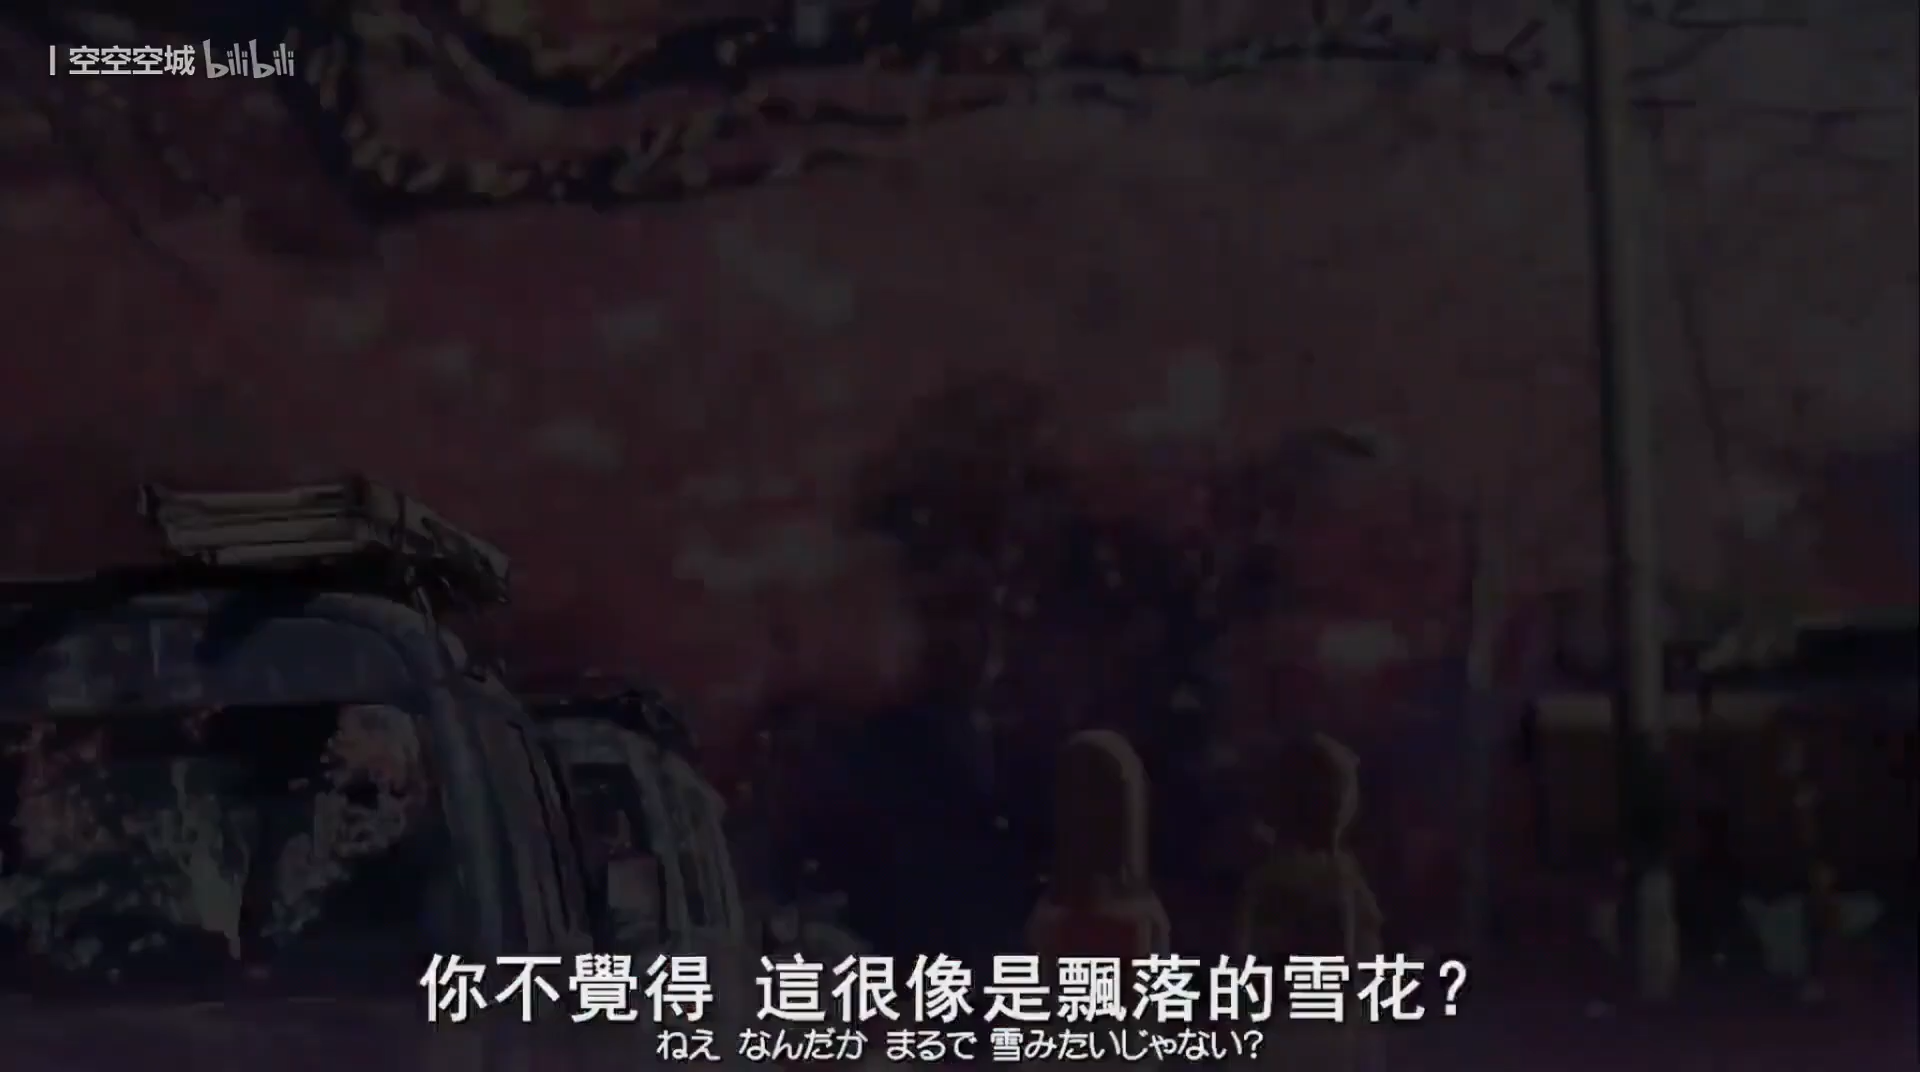 | 空空空城 bilibili
你不覺得 這很像是飄落的雪花？
ねえ なんだか まるで 雪みたいじゃない？